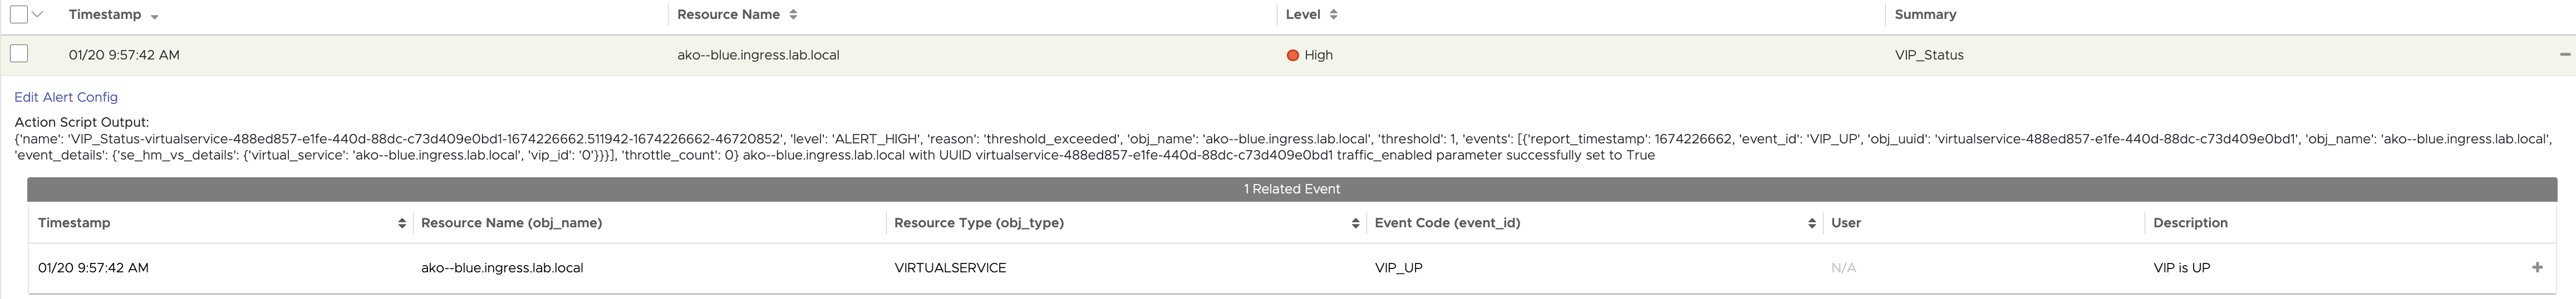 Timestamp Resource Name Level Summary
01/20 9:57:42 AM ako--blue.ingress.lab.local High VIP_Status
Edit Alert Config
Action Script Output:
{'name': 'VIP_Status-virtualservice-488ed857-e1fe-440d-88dc-c73d409e0bd1-1674226662.511942-1674226662-46720852', 'level': 'ALERT_HIGH', 'reason': 'threshold_exceeded', 'obj_name': 'ako--blue.ingress.lab.local', 'threshold': 1, 'events': [{'report_timestamp': 1674226662, 'event_id': 'VIP_UP', 'obj_uuid': 'virtualservice-488ed857-e1fe-440d-88dc-c73d409e0bd1', 'obj_name': 'ako--blue.ingress.lab.local',
'event_details': {'se_hm_vs_details': {'virtual_service': 'ako--blue.ingress.lab.local', 'vip_id': '0'}}}], 'throttle_count': 0} ako--blue.ingress.lab.local with UUID virtualservice-488ed857-e1fe-440d-88dc-c73d409e0bd1 traffic_enabled parameter successfully set to True
1 Related Event
Timestamp Resource Name (obj_name) Resource Type (obj_type) Event Code (event_id) User Description
01/20 9:57:42 AM ako--blue.ingress.lab.local VIRTUALSERVICE VIP_UP N/A VIP is UP